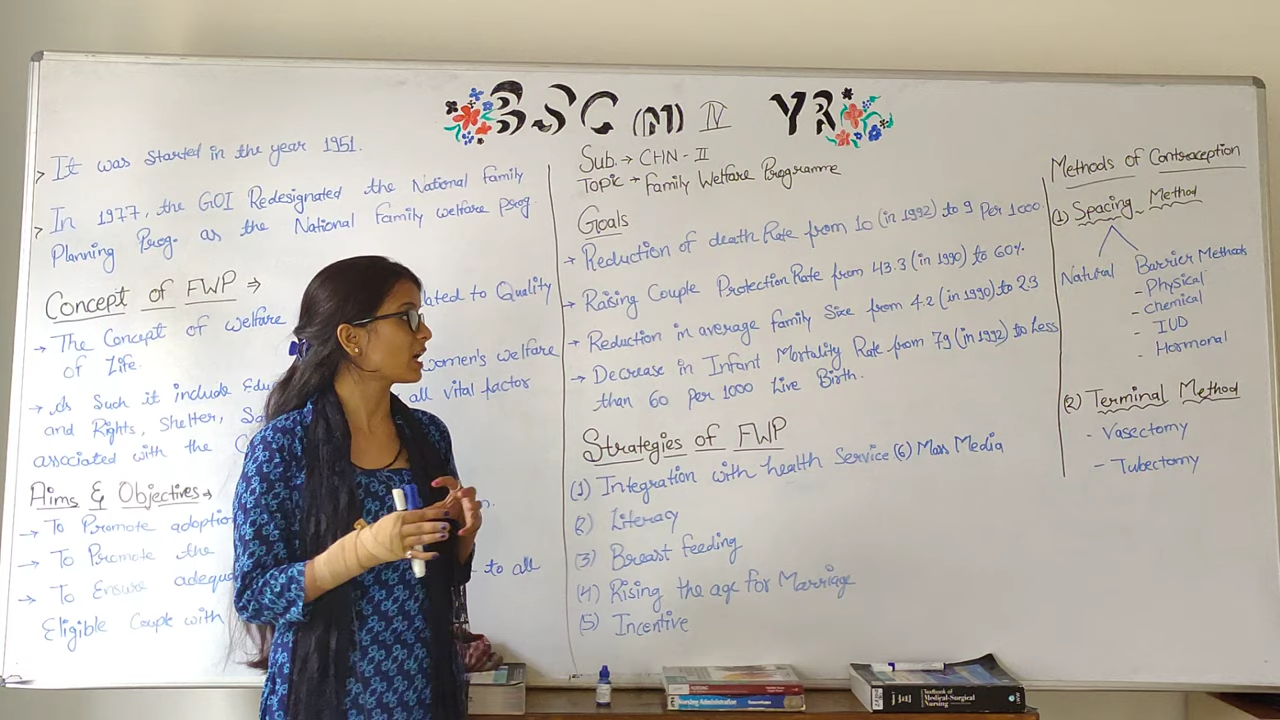 BSC (N) IV YR
> It was started in the year 1951.
> In 1977, the GOI Redesignated the National family
Planning Prog. as the National Family welfare prog.
Concept of FWP →
→ The Concept of welfare
lated to Quality
of Life.
→ As Such it include
women's welfare
and Rights, Shelter,
all vital factor
associated with the
Aims & Objectives →
→ To Promote adoption
→ To Promote the
→ To Ensure
to all
Eligible Couple with
Sub. → CHN - II
Topic → Family Welfare Programme
Goals
→ Reduction of death Rate from 10 (in 1992) to 9 Per 1000.
→ Raising Couple Protection Rate from 43.3 (in 1990) to 60%
→ Reduction in average family Size from 4.2 (in 1990) to 2.3
→ Decrease in Infant Mortality Rate from 79 (in 1992) to Less
than 60 Per 1000 Live Birth.
Strategies of FWP
(1) Integration with health Service (6) Mass Media
(2) Literacy
(3) Breast feeding
(4) Rising the age for Marriage
(5) Incentive
Methods of Contraception
(1) Spacing Method
Natural Barrier Methods
- Physical
- Chemical
- IUD
- Hormonal
(2) Terminal Method
- Vasectomy
- Tubectomy
Nursing Administration
Textbook of
Medical-Surgical
Nursing